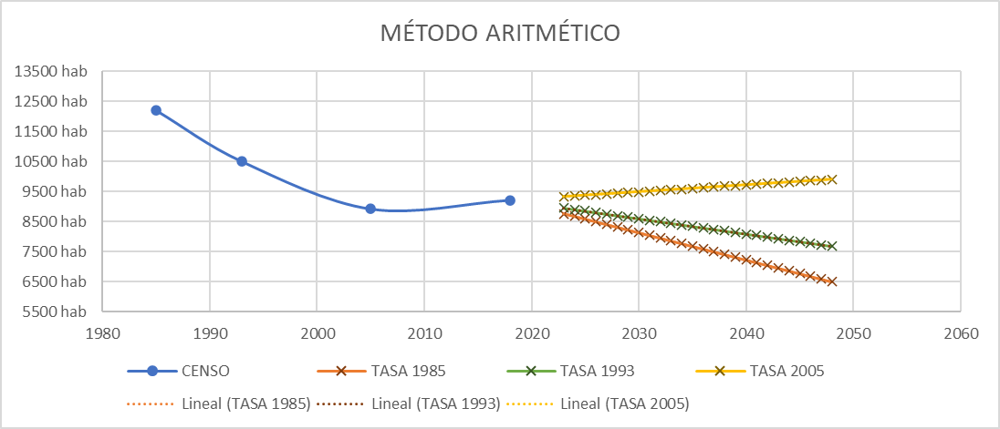 MÉTODO ARITMÉTICO
13500 hab
12500 hab
11500 hab
10500 hab
9500 hab
8500 hab
7500 hab
6500 hab
5500 hab
1980 1990 2000 2010 2020 2030 2040 2050 2060
CENSO TASA 1985 TASA 1993 TASA 2005
Lineal (TASA 1985) Lineal (TASA 1993) Lineal (TASA 2005)